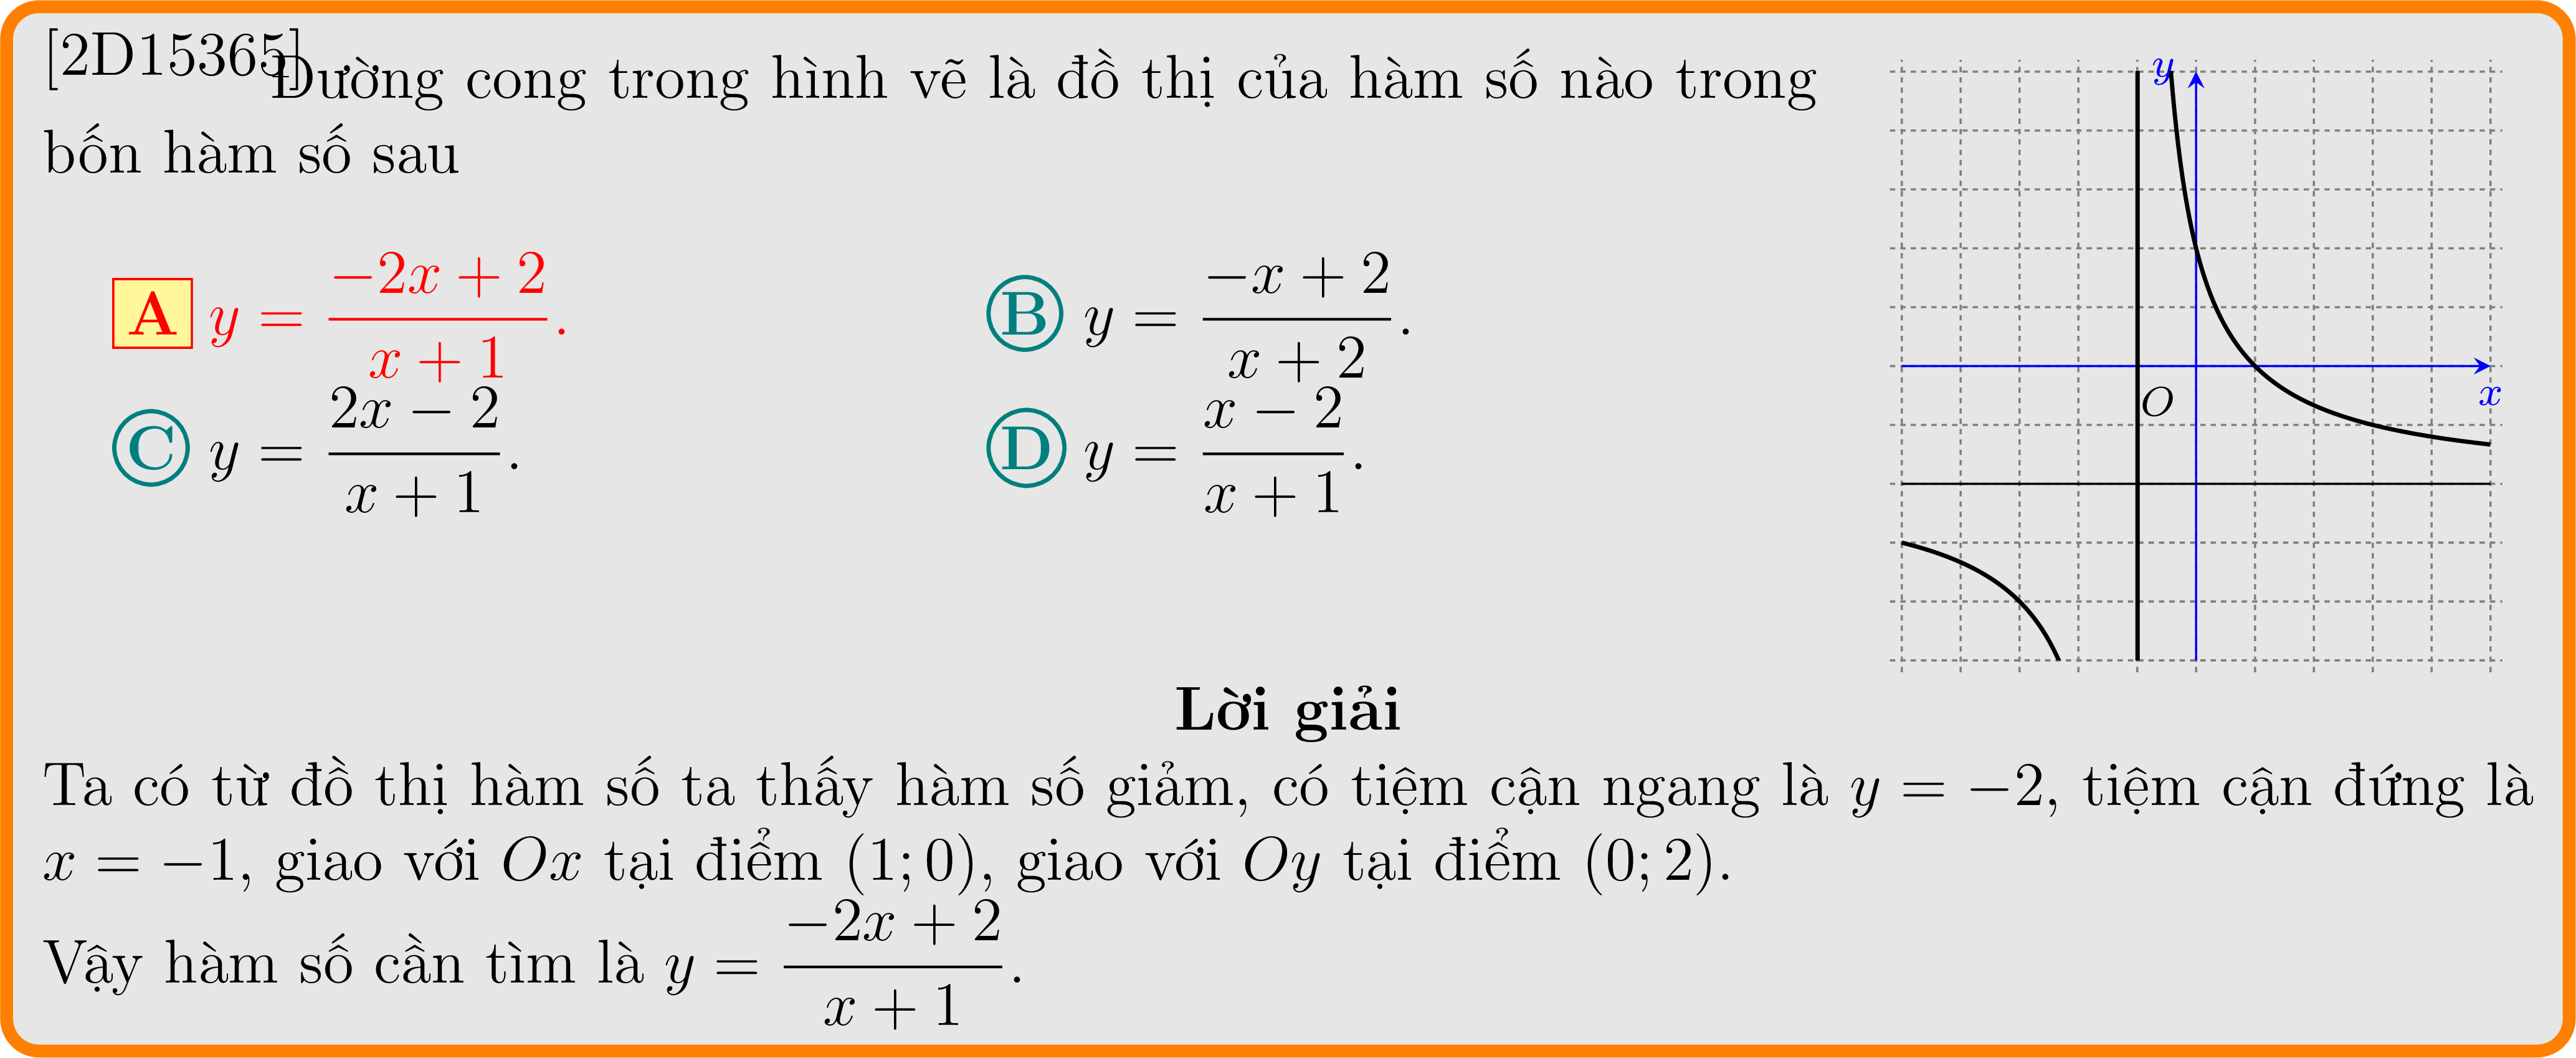 [2D15365] Đường cong trong hình vẽ là đồ thị của hàm số nào trong
bốn hàm số sau
A y = \frac{-2x + 2}{x + 1}.
B y = \frac{-x + 2}{x + 2}.
C y = \frac{2x - 2}{x + 1}.
D y = \frac{x - 2}{x + 1}.
y
O
x
Lời giải
Ta có từ đồ thị hàm số ta thấy hàm số giảm, có tiệm cận ngang là y = −2, tiệm cận đứng là
x = −1, giao với Ox tại điểm (1; 0), giao với Oy tại điểm (0; 2).
Vậy hàm số cần tìm là y = \frac{-2x + 2}{x + 1}.